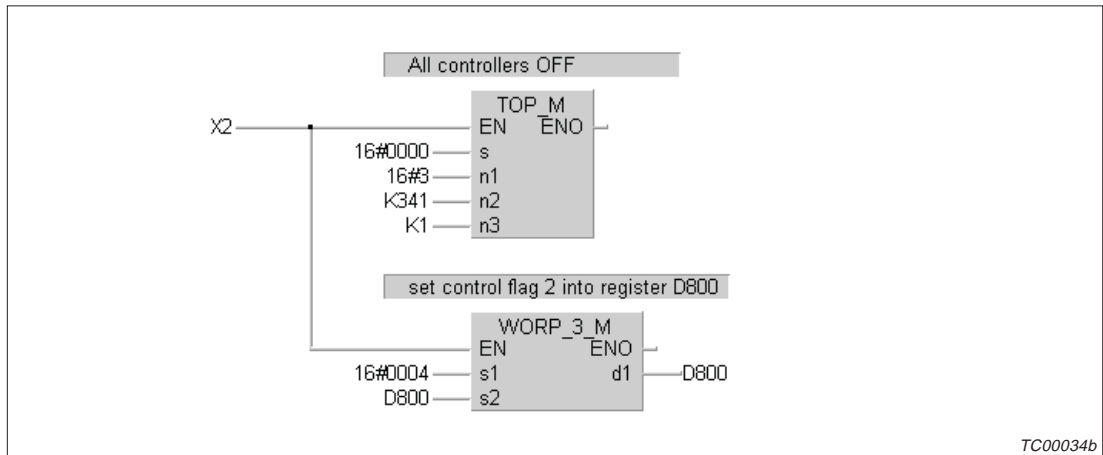 All controllers OFF
TOP_M
X2 EN ENO
16#0000 s
16#3 n1
K341 n2
K1 n3
set control flag 2 into register D800
WORP_3_M
EN ENO
16#0004 s1 d1 D800
D800 s2
TC00034b